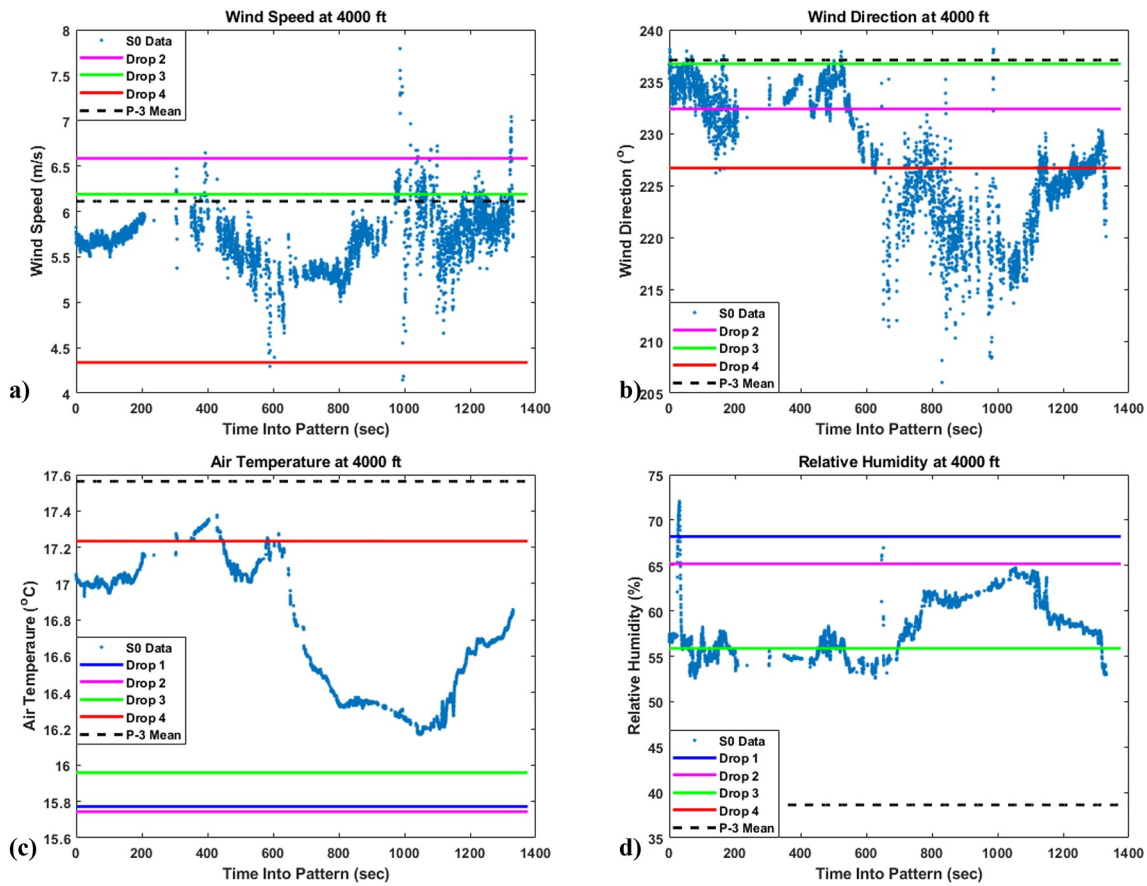 Wind Speed at 4000 ft
8
7.5
7
6.5
6
5.5
5
4.5
4
Wind Speed (m/s)
S0 Data
Drop 2
Drop 3
Drop 4
P-3 Mean
0 200 400 600 800 1000 1200 1400
Time Into Pattern (sec)
a)
Wind Direction at 4000 ft
240
235
230
225
220
215
210
205
Wind Direction (o)
S0 Data
Drop 2
Drop 3
Drop 4
P-3 Mean
0 200 400 600 800 1000 1200 1400
Time Into Pattern (sec)
b)
Air Temperature at 4000 ft
17.6
17.4
17.2
17
16.8
16.6
16.4
16.2
16
15.8
15.6
Air Temperaure (oC)
S0 Data
Drop 1
Drop 2
Drop 3
Drop 4
P-3 Mean
0 200 400 600 800 1000 1200 1400
Time Into Pattern (sec)
(c)
Relative Humidity at 4000 ft
75
70
65
60
55
50
45
40
35
Relative Humidity (%)
S0 Data
Drop 1
Drop 2
Drop 3
Drop 4
P-3 Mean
0 200 400 600 800 1000 1200 1400
Time Into Pattern (sec)
d)